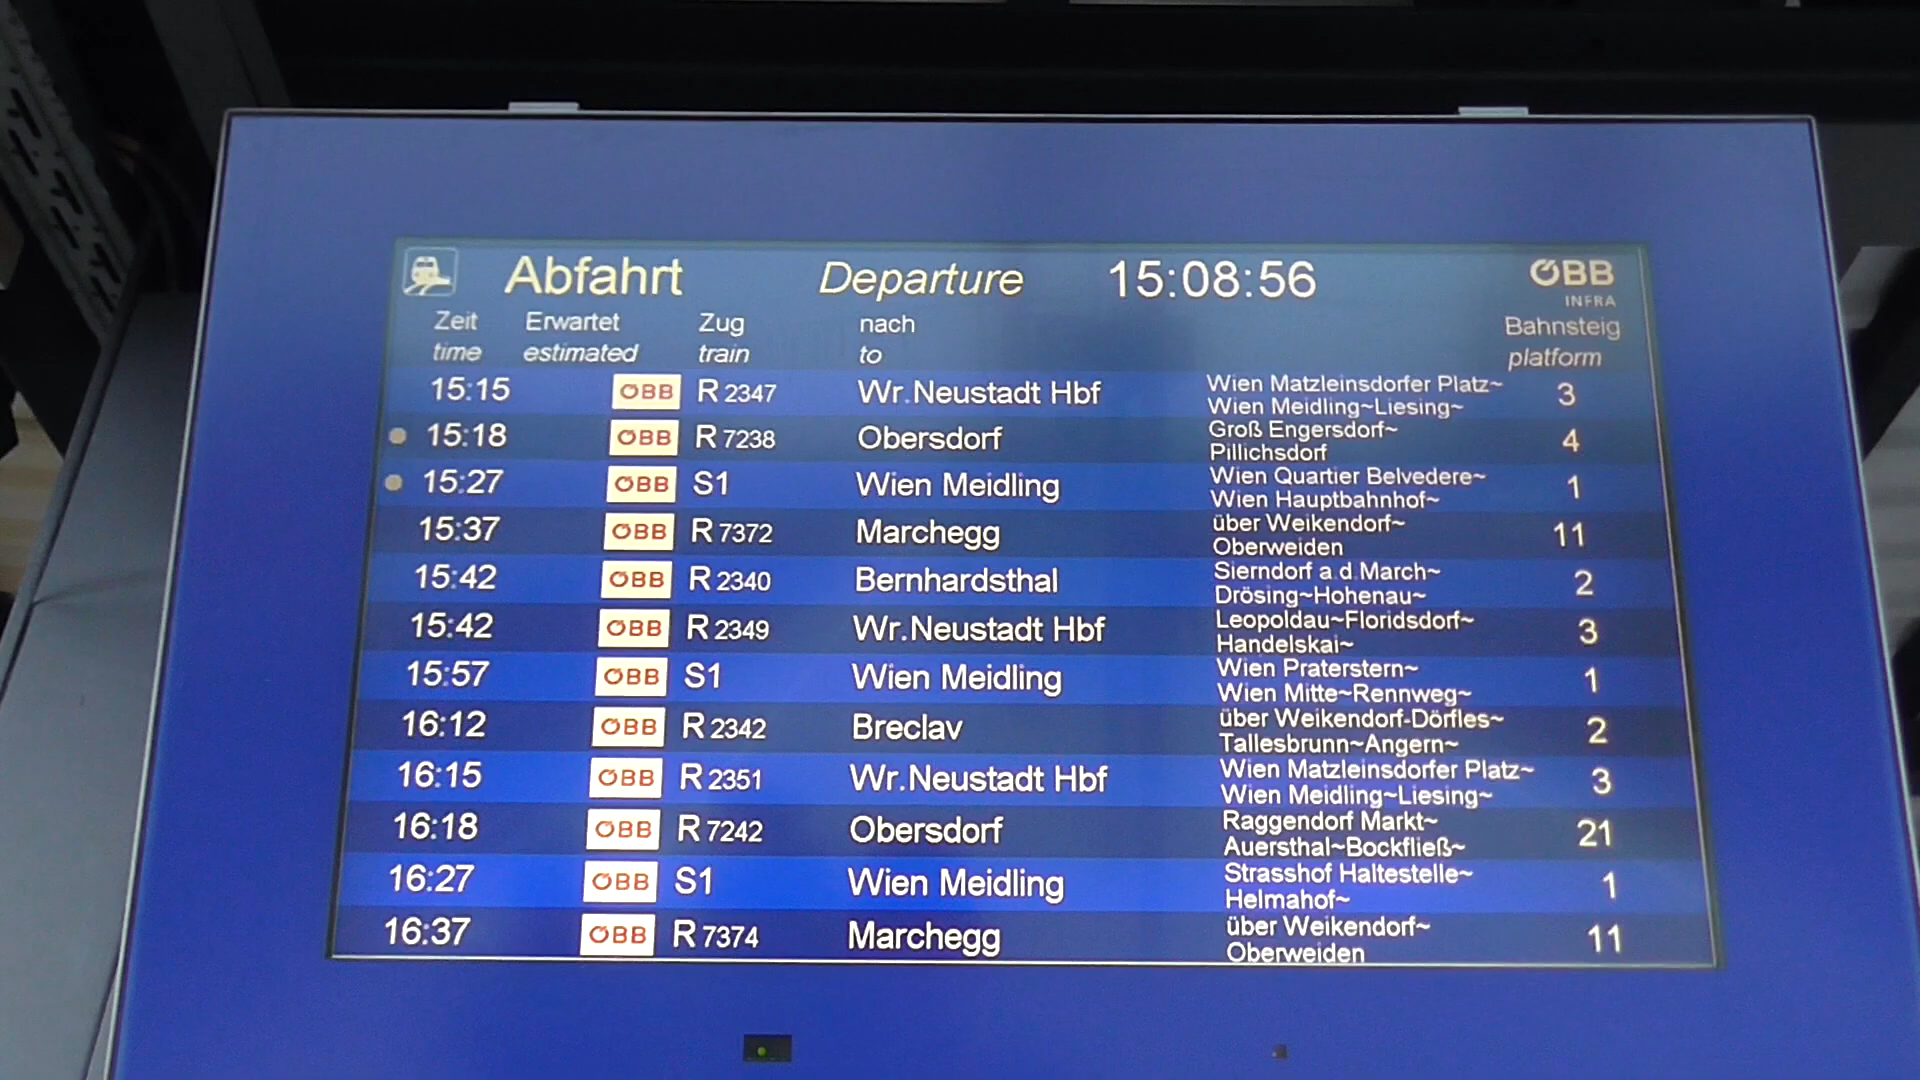 Abfahrt Departure 15:08:56 ÖBB
INFRA
Zeit Erwartet Zug nach Bahnsteig
time estimated train to platform
15:15 ÖBB R 2347 Wr.Neustadt Hbf Wien Matzleinsdorfer Platz~ 3
Wien Meidling~Liesing~
15:18 ÖBB R 7238 Obersdorf Groß Engersdorf~ 4
Pillichsdorf
15:27 ÖBB S1 Wien Meidling Wien Quartier Belvedere~ 1
Wien Hauptbahnhof~
15:37 ÖBB R 7372 Marchegg über Weikendorf~ 11
Oberweiden
15:42 ÖBB R 2340 Bernhardsthal Sierndorf a.d.March~ 2
Drösing~Hohenau~
15:42 ÖBB R 2349 Wr.Neustadt Hbf Leopoldau~Floridsdorf~ 3
Handelskai~
15:57 ÖBB S1 Wien Meidling Wien Praterstern~ 1
Wien Mitte~Rennweg~
16:12 ÖBB R 2342 Breclav über Weikendorf-Dörfles~ 2
Tallesbrunn~Angern~
16:15 ÖBB R 2351 Wr.Neustadt Hbf Wien Matzleinsdorfer Platz~ 3
Wien Meidling~Liesing~
16:18 ÖBB R 7242 Obersdorf Raggendorf Markt~ 21
Auersthal~Bockfließ~
16:27 ÖBB S1 Wien Meidling Strasshof Haltestelle~ 1
Helmahof~
16:37 ÖBB R 7374 Marchegg über Weikendorf~ 11
Oberweiden